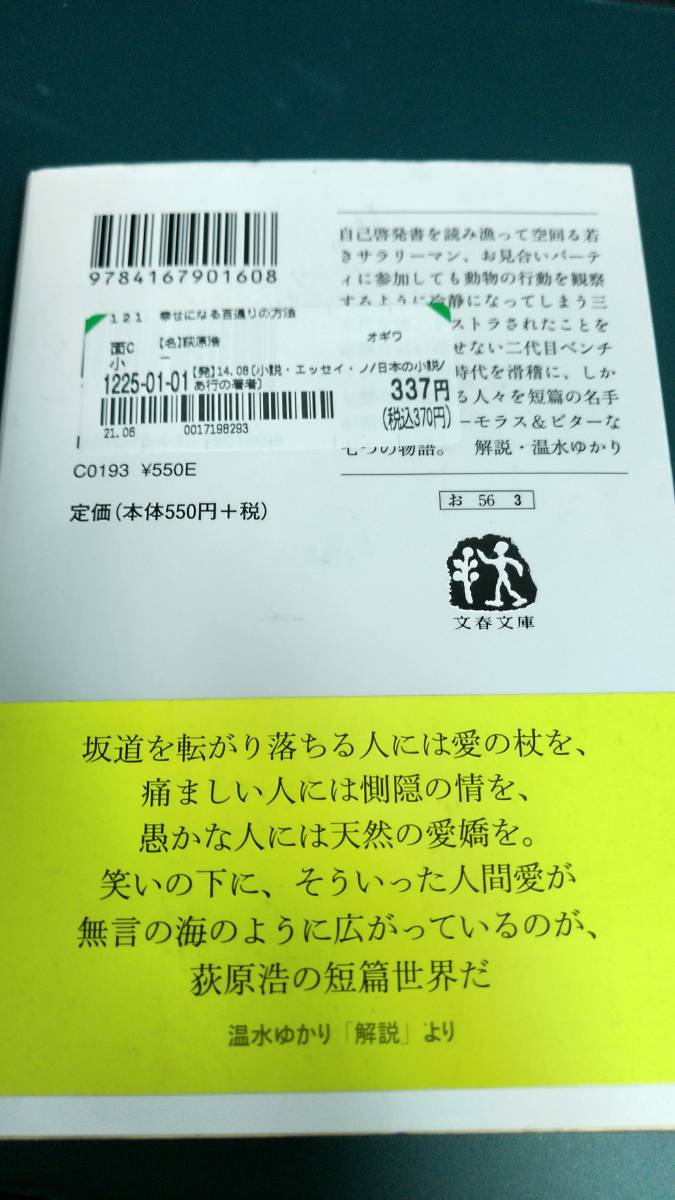 9784167901608
121 幸せになる百通りの方法
面C 【名】萩原浩 オギワ
小 ー
1225-01-01 【発】14.08〔小説・エッセイ・ノ/日本の小説/
あ行の著者】
337円
(税込370円)
21.06 0017198293
C0193 ¥550E
定価(本体550円+税)
自己啓発書を読み漁って空回る若
きサラリーマン、お見合いパーテ
ィに参加しても動物の行動を観察
するように冷静になってしまう三
ストラされたことを
せない二代目ベンチ
時代を滑稽に、しか
る人々を短篇の名手
ーモラス&ビターな
七つの物語。 解説・温水ゆかり
お 56 3
文春文庫
坂道を転がり落ちる人には愛の杖を、
痛ましい人には惻隠の情を、
愚かな人には天然の愛嬌を。
笑いの下に、そういった人間愛が
無言の海のように広がっているのが、
荻原浩の短篇世界だ
温水ゆかり「解説」より